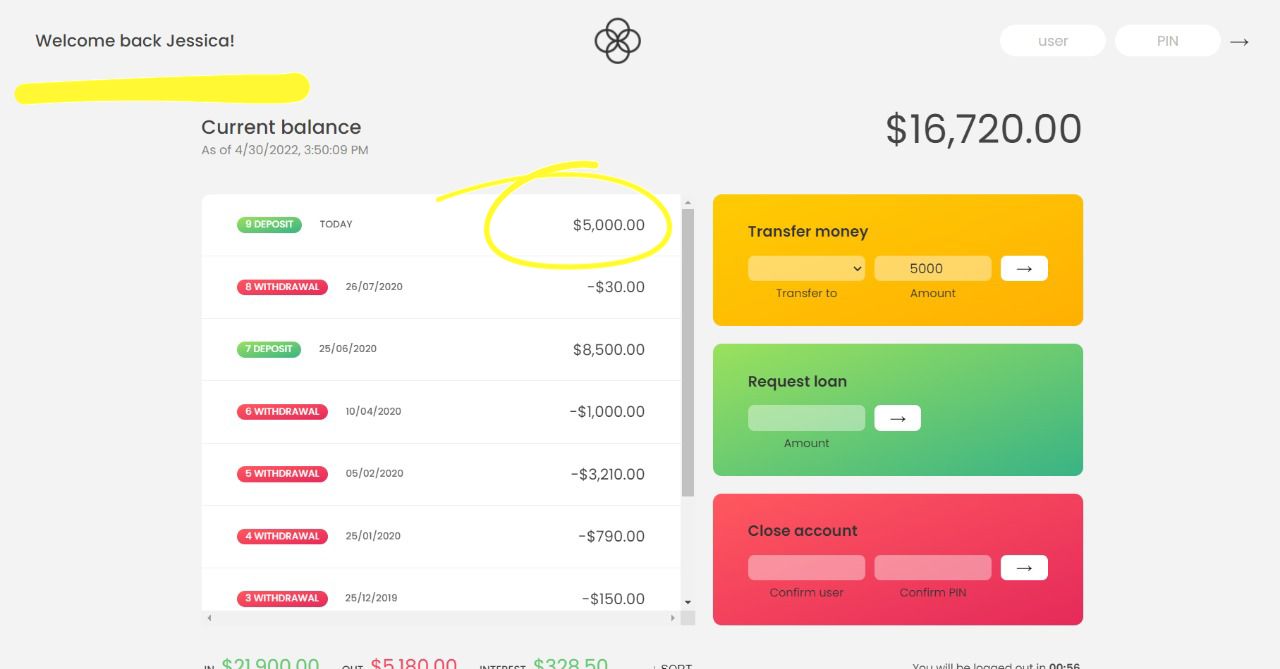 Welcome back Jessica!
user
PIN
→
Current balance
As of 4/30/2022, 3:50:09 PM
$16,720.00
9 DEPOSIT TODAY $5,000.00
8 WITHDRAWAL 26/07/2020 -$30.00
7 DEPOSIT 25/06/2020 $8,500.00
6 WITHDRAWAL 10/04/2020 -$1,000.00
5 WITHDRAWAL 05/02/2020 -$3,210.00
4 WITHDRAWAL 25/01/2020 -$790.00
3 WITHDRAWAL 25/12/2019 -$150.00
Transfer money
5000 →
Transfer to Amount
Request loan
→
Amount
Close account
→
Confirm user Confirm PIN
IN $21,900.00 OUT $5,180.00 INTEREST $328.50 ↓ SORT
You will be logged out in 00:56